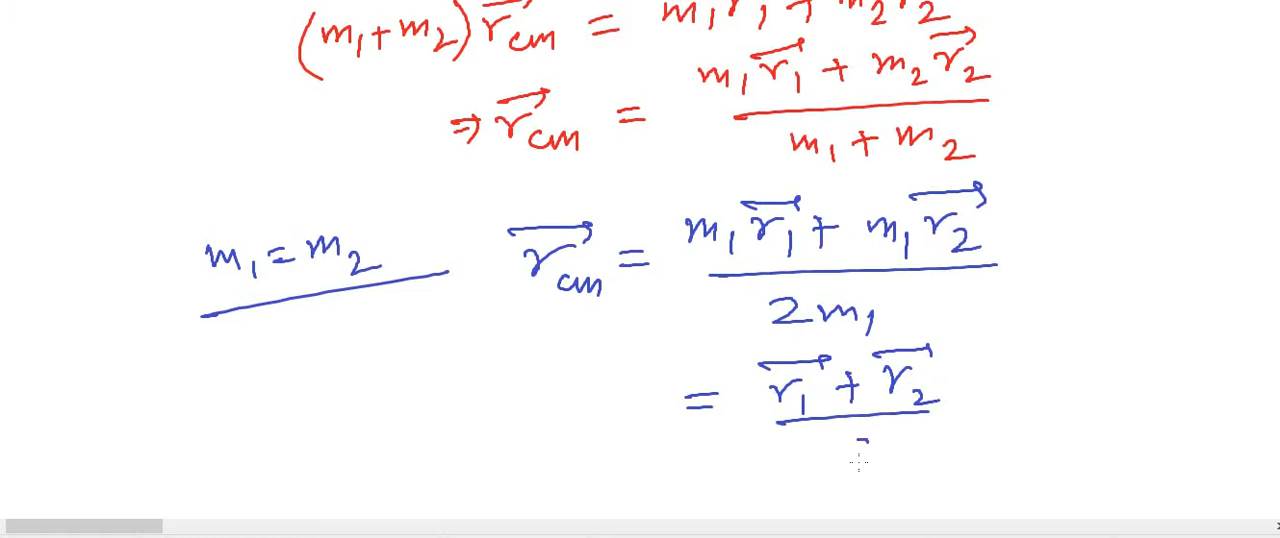 (m₁+m₂) r⃗cm = m₁r⃗₁ + m₂r⃗₂
⇒ r⃗cm = (m₁r⃗₁ + m₂r⃗₂) / (m₁ + m₂)
m₁ = m₂ r⃗cm = (m₁r⃗₁ + m₁r⃗₂) / 2m₁
= (r⃗₁ + r⃗₂) /